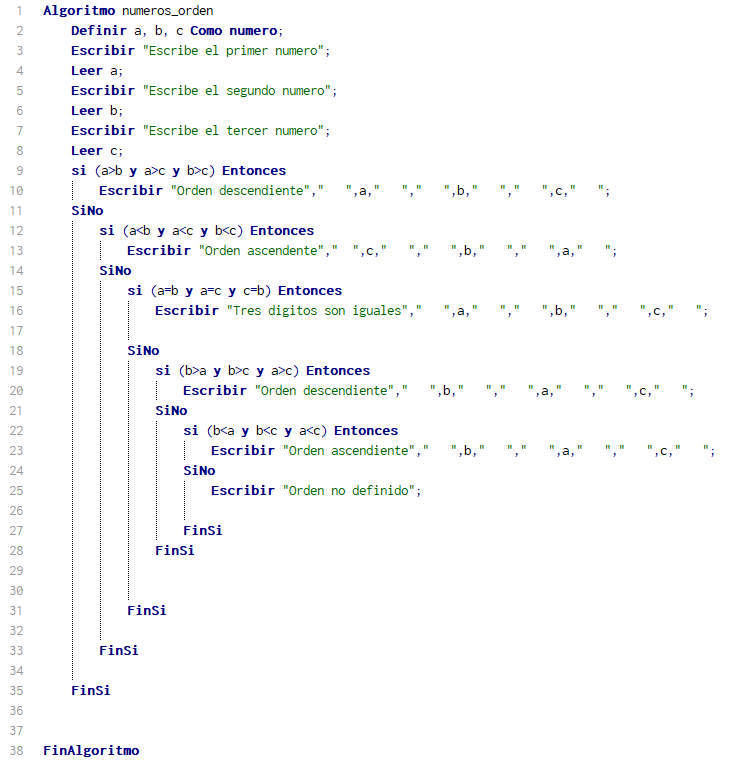 1 Algoritmo numeros_orden
2 Definir a, b, c Como numero;
3 Escribir "Escribe el primer numero";
4 Leer a;
5 Escribir "Escribe el segundo numero";
6 Leer b;
7 Escribir "Escribe el tercer numero";
8 Leer c;
9 si (a>b y a>c y b>c) Entonces
10 Escribir "Orden descendiente","   ",a,"   ","   ",b,"   ","   ",c,"   ";
11 SiNo
12 si (a<b y a<c y b<c) Entonces
13 Escribir "Orden ascendente","  ",c,"   ","   ",b,"   ","   ",a,"   ";
14 SiNo
15 si (a=b y a=c y c=b) Entonces
16 Escribir "Tres digitos son iguales","   ",a,"   ","   ",b,"   ","   ",c,"   ";
17
18 SiNo
19 si (b>a y b>c y a>c) Entonces
20 Escribir "Orden descendiente","   ",b,"   ","   ",a,"   ","   ",c,"   ";
21 SiNo
22 si (b<a y b<c y a<c) Entonces
23 Escribir "Orden ascendiente","   ",b,"   ","   ",a,"   ","   ",c,"   ";
24 SiNo
25 Escribir "Orden no definido";
26
27 FinSi
28 FinSi
29
30
31 FinSi
32
33 FinSi
34
35 FinSi
36
37
38 FinAlgoritmo